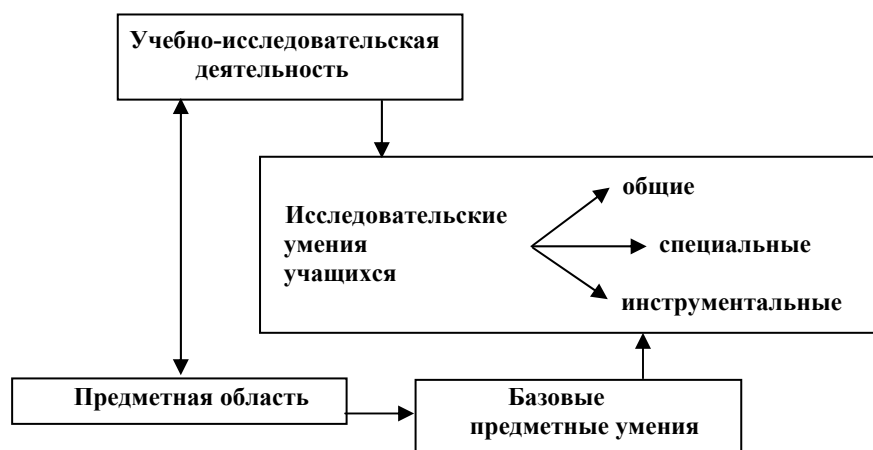 Учебно-исследовательская
деятельность
общие
Исследовательские
умения
учащихся
специальные
инструментальные
Предметная область
Базовые
предметные умения